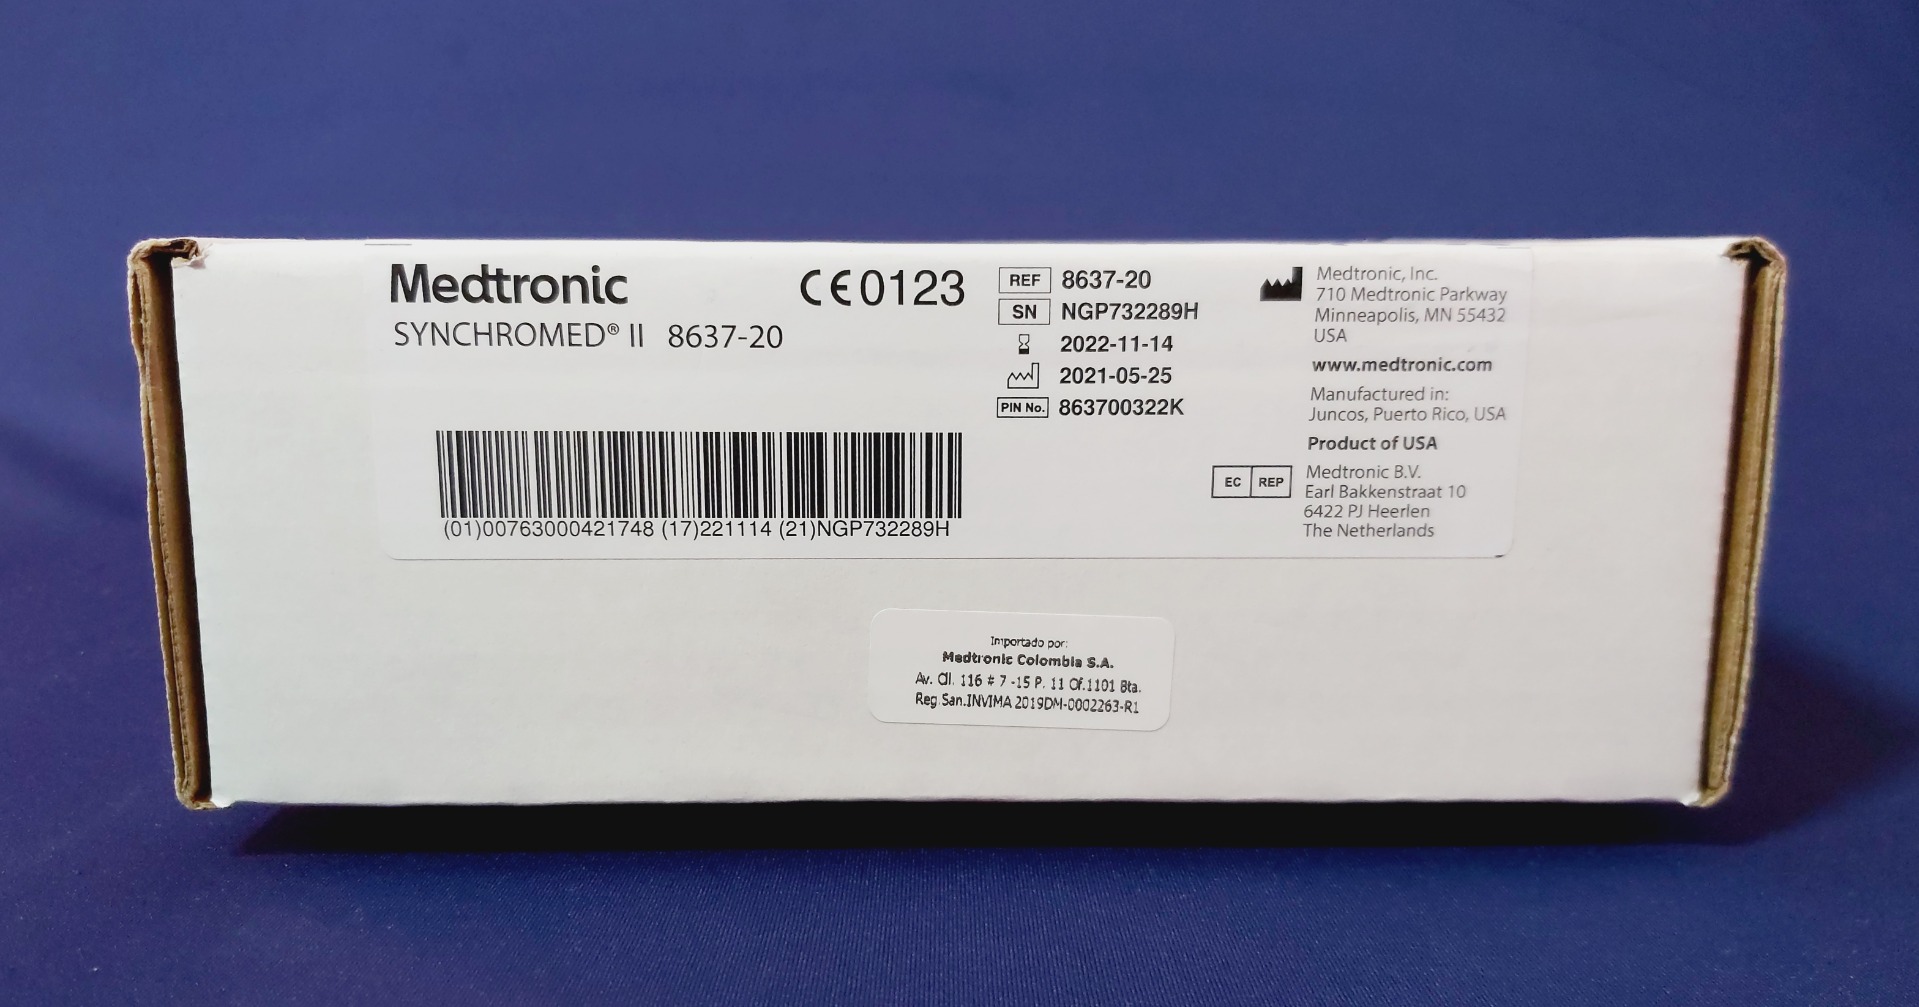 Medtronic
SYNCHROMED® II 8637-20
CE0123
REF 8637-20
SN NGP732289H
2022-11-14
2021-05-25
PIN No. 863700322K
Medtronic, Inc.
710 Medtronic Parkway
Minneapolis, MN 55432
USA
www.medtronic.com
Manufactured in:
Juncos, Puerto Rico, USA
Product of USA
EC REP
Medtronic B.V.
Earl Bakkenstraat 10
6422 PJ Heerlen
The Netherlands
(01)00763000421748 (17)221114 (21)NGP732289H
Importado por:
Medtronic Colombia S.A.
Av. Cll. 116 # 7 -15 P. 11 Of.1101 Bta.
Reg.San.INVIMA 2019DM-0002263-R1